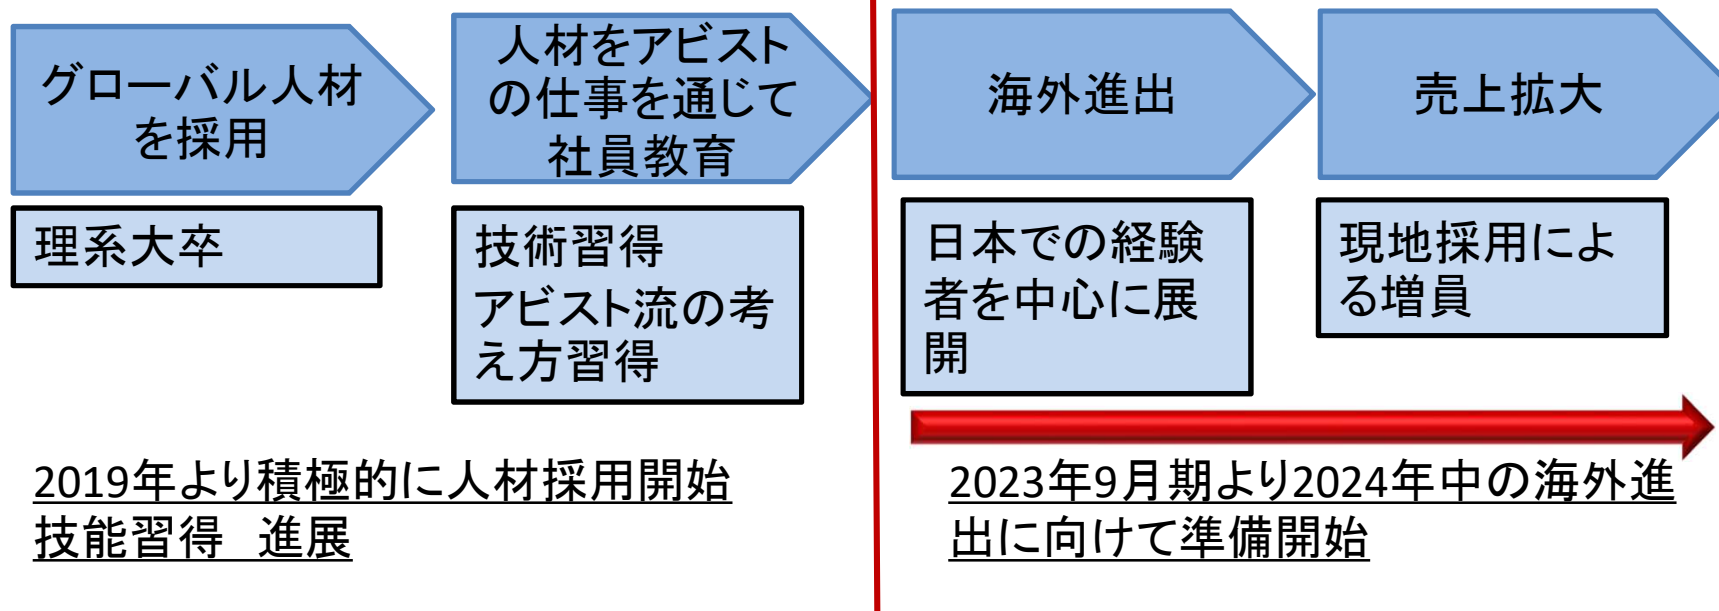 グローバル人材
を採用
人材をアビスト
の仕事を通じて
社員教育
海外進出
売上拡大
理系大卒
技術習得
アビスト流の考
え方習得
日本での経験
者を中心に展
開
現地採用によ
る増員
2019年より積極的に人材採用開始
技能習得　進展
2023年9月期より2024年中の海外進
出に向けて準備開始